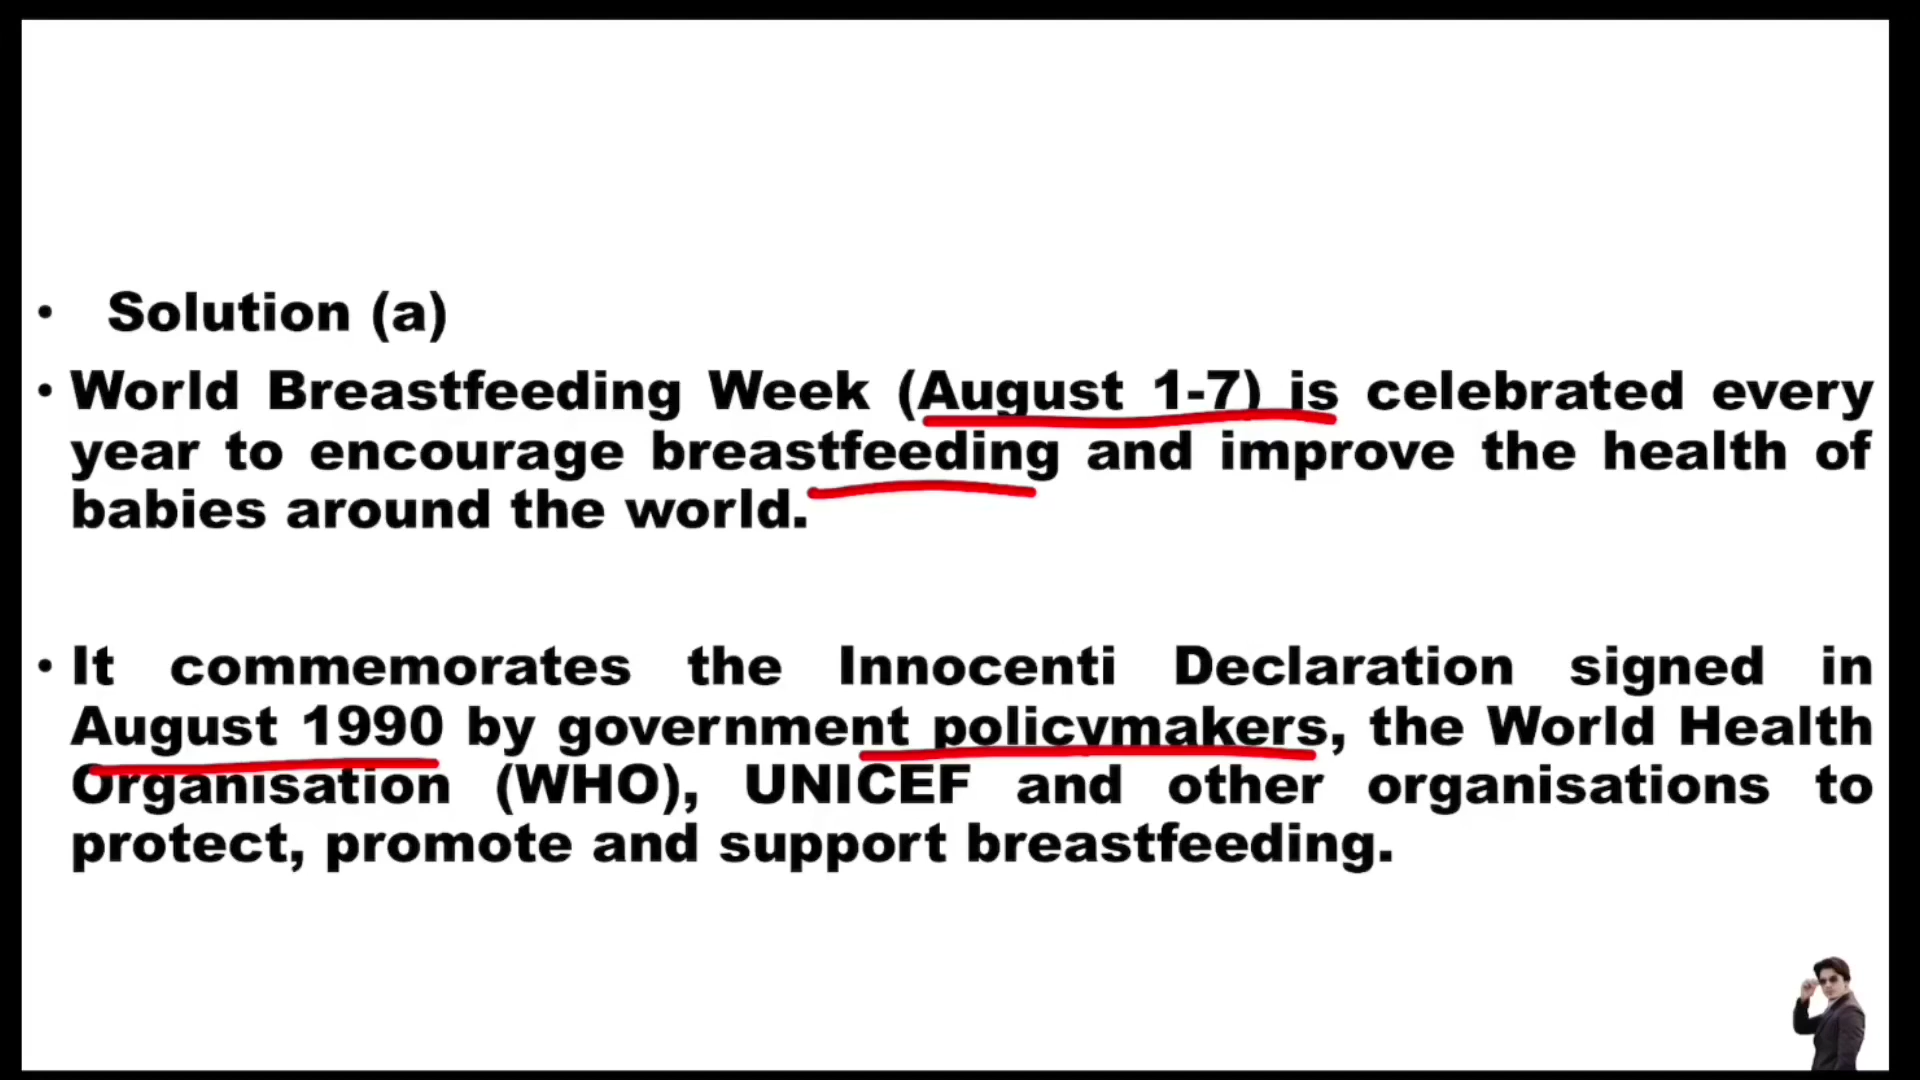 • Solution (a)
• World Breastfeeding Week (August 1-7) is celebrated every
year to encourage breastfeeding and improve the health of
babies around the world.
• It commemorates the Innocenti Declaration signed in
August 1990 by government policymakers, the World Health
Organisation (WHO), UNICEF and other organisations to
protect, promote and support breastfeeding.